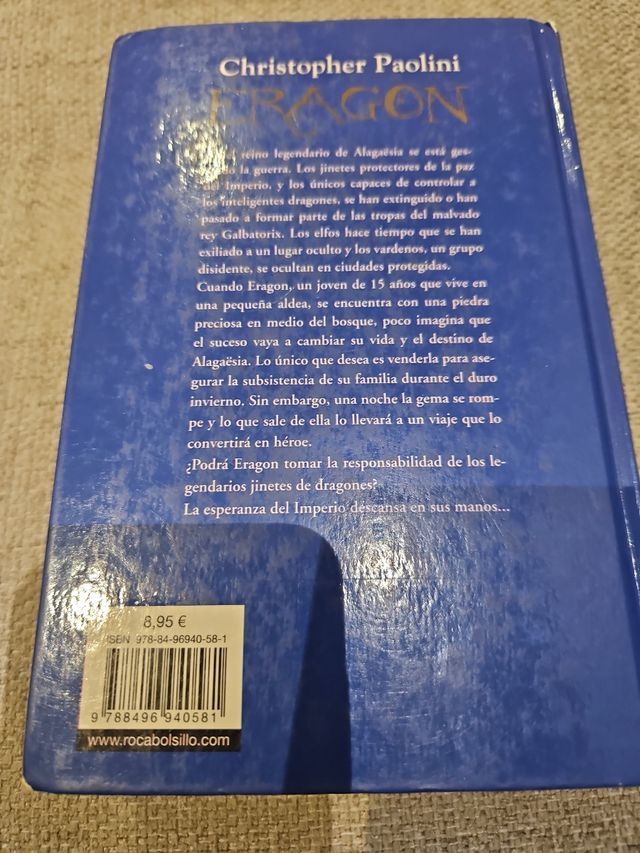 Christopher Paolini
ERAGON
reino legendario de Alagaësia se está ges-
la guerra. Los jinetes protectores de la paz
del Imperio, y los únicos capaces de controlar a
los inteligentes dragones, se han extinguido o han
pasado a formar parte de las tropas del malvado
rey Galbatorix. Los elfos hace tiempo que se han
exiliado a un lugar oculto y los vardenos, un grupo
disidente, se ocultan en ciudades protegidas.
Cuando Eragon, un joven de 15 años que vive en
una pequeña aldea, se encuentra con una piedra
preciosa en medio del bosque, poco imagina que
el suceso vaya a cambiar su vida y el destino de
Alagaësia. Lo único que desea es venderla para ase-
gurar la subsistencia de su familia durante el duro
invierno. Sin embargo, una noche la gema se rom-
pe y lo que sale de ella lo llevará a un viaje que lo
convertirá en héroe.
¿Podrá Eragon tomar la responsabilidad de los le-
gendarios jinetes de dragones?
La esperanza del Imperio descansa en sus manos...
8,95 €
ISBN 978-84-96940-58-1
9 788496 940581
www.rocabolsillo.com